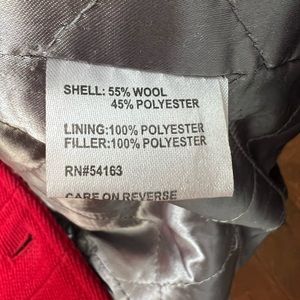 SHELL: 55% WOOL
45% POLYESTER
LINING:100% POLYESTER
FILLER:100% POLYESTER
RN#54163
CARE ON REVERSE